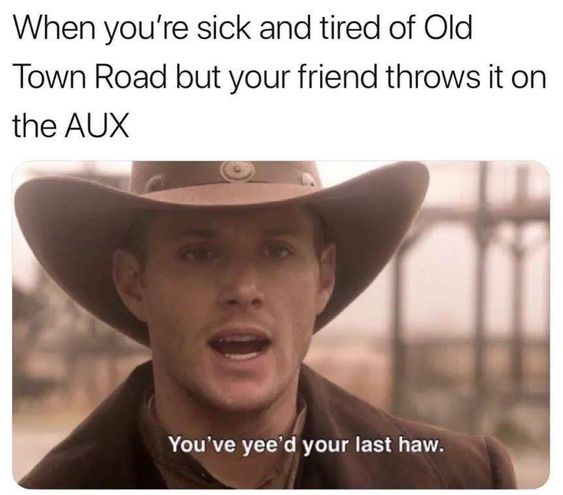 When you're sick and tired of Old
Town Road but your friend throws it on
the AUX
You've yee'd your last haw.